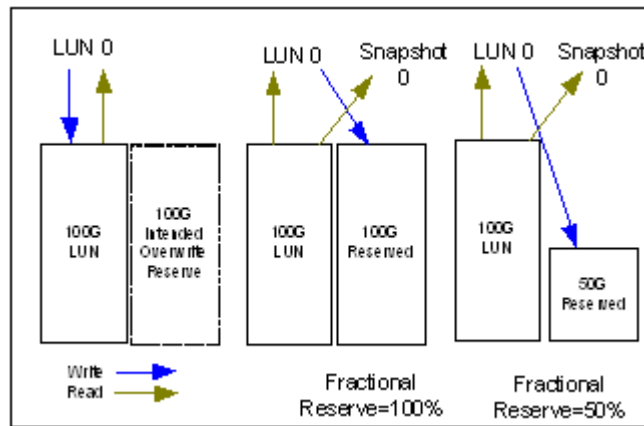 LUN 0
LUN 0
Snapshot
0
LUN 0
Snapshot
0
100G
LUN
100G
Intended
Overwrite
Reserve
100G
LUN
100G
Reserved
100G
LUN
50G
Reserved
Write
Read
Fractional
Reserve=100%
Fractional
Reserve=50%